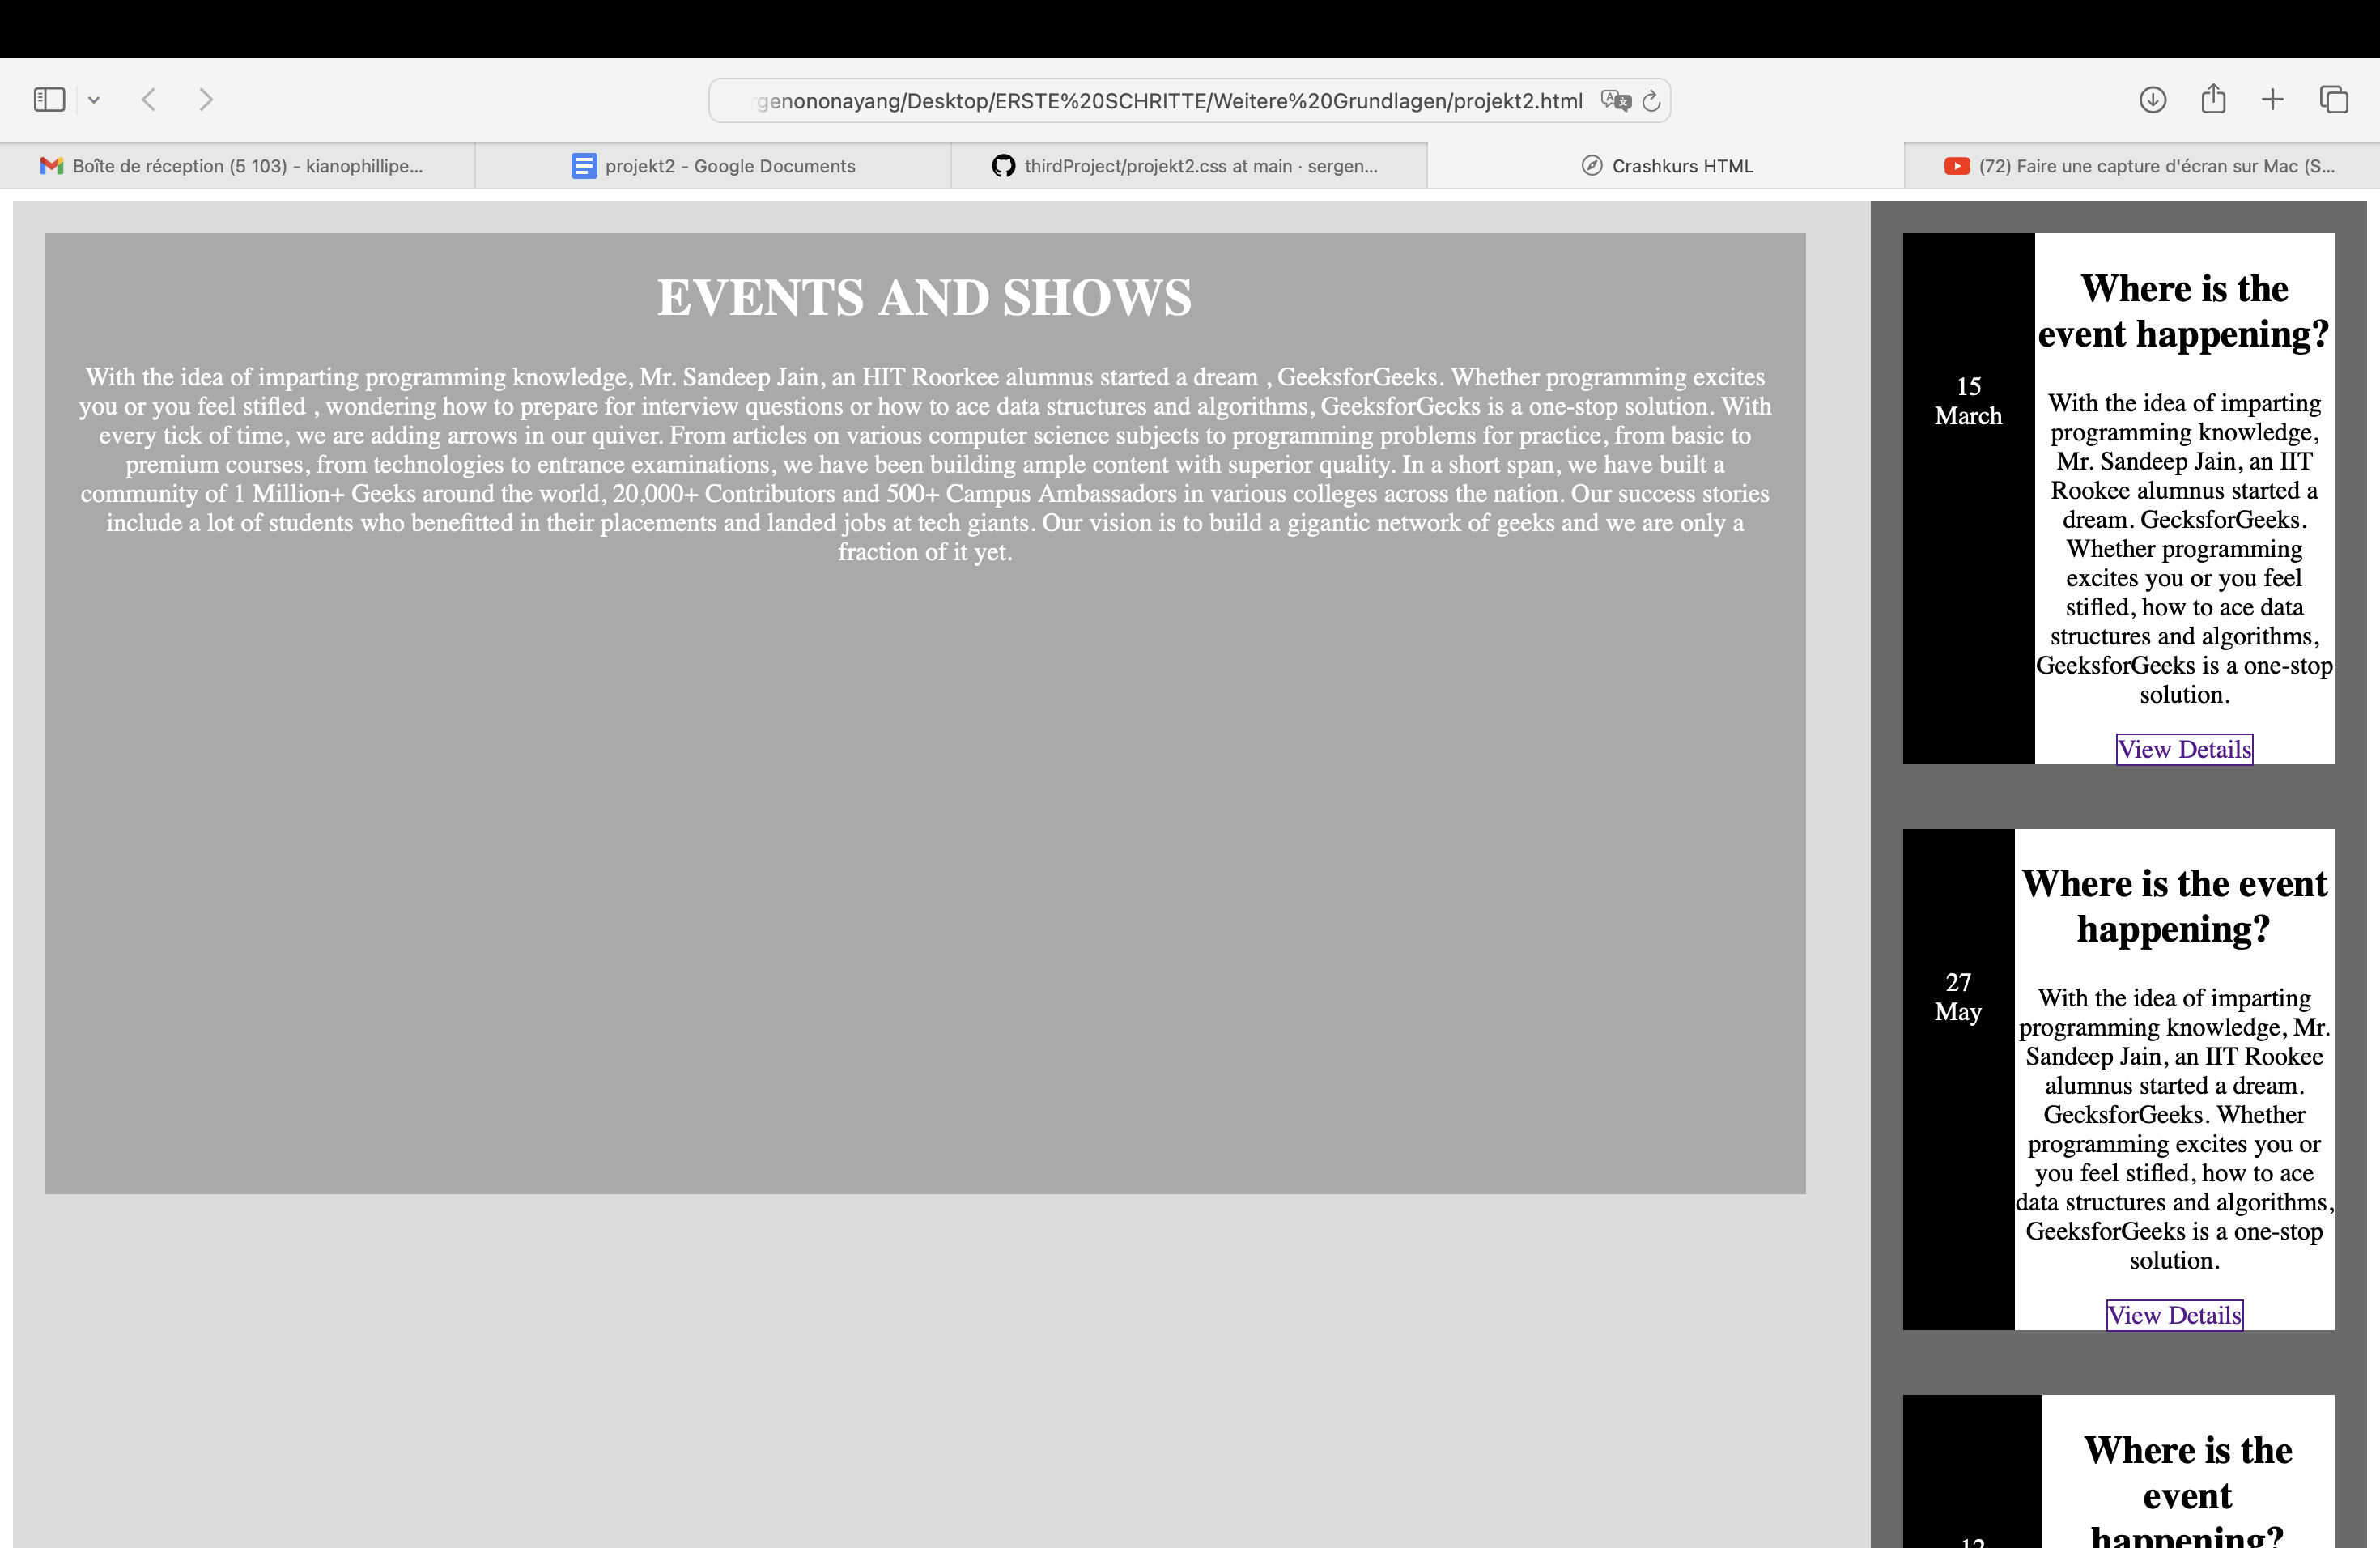 rgenononayang/Desktop/ERSTE%20SCHRITTE/Weitere%20Grundlagen/projekt2.html
Boîte de réception (5 103) - kianophillipe...
projekt2 - Google Documents
thirdProject/projekt2.css at main · sergen...
Crashkurs HTML
(72) Faire une capture d'écran sur Mac (S...
EVENTS AND SHOWS
With the idea of imparting programming knowledge, Mr. Sandeep Jain, an HIT Roorkee alumnus started a dream , GeeksforGeeks. Whether programming excites
you or you feel stifled , wondering how to prepare for interview questions or how to ace data structures and algorithms, GeeksforGecks is a one-stop solution. With
every tick of time, we are adding arrows in our quiver. From articles on various computer science subjects to programming problems for practice, from basic to
premium courses, from technologies to entrance examinations, we have been building ample content with superior quality. In a short span, we have built a
community of 1 Million+ Geeks around the world, 20,000+ Contributors and 500+ Campus Ambassadors in various colleges across the nation. Our success stories
include a lot of students who benefitted in their placements and landed jobs at tech giants. Our vision is to build a gigantic network of geeks and we are only a
fraction of it yet.
15
March
Where is the
event happening?
With the idea of imparting
programming knowledge,
Mr. Sandeep Jain, an IIT
Rookee alumnus started a
dream. GecksforGeeks.
Whether programming
excites you or you feel
stifled, how to ace data
structures and algorithms,
GeeksforGeeks is a one-stop
solution.
View Details
27
May
Where is the event
happening?
With the idea of imparting
programming knowledge, Mr.
Sandeep Jain, an IIT Rookee
alumnus started a dream.
GecksforGeeks. Whether
programming excites you or
you feel stifled, how to ace
data structures and algorithms,
GeeksforGeeks is a one-stop
solution.
View Details
12
Where is the
event
happening?